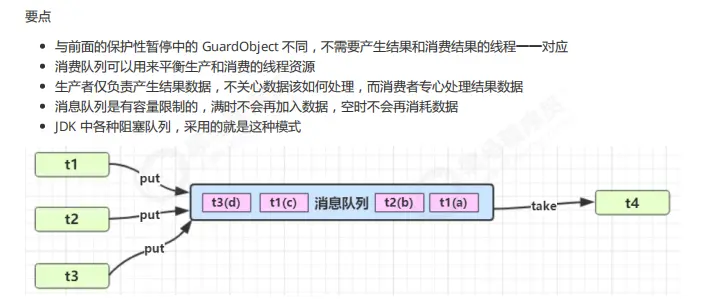 要点
与前面的保护性暂停中的 GuardObject 不同，不需要产生结果和消费结果的线程一一对应
消费队列可以用来平衡生产和消费的线程资源
生产者仅负责产生结果数据，不关心数据该如何处理，而消费者专心处理结果数据
消息队列是有容量限制的，满时不会再加入数据，空时不会再消耗数据
JDK 中各种阻塞队列，采用的就是这种模式
t1
put
t2
put
t3
put
t3(d) t1(c) 消息队列 t2(b) t1(a)
take
t4